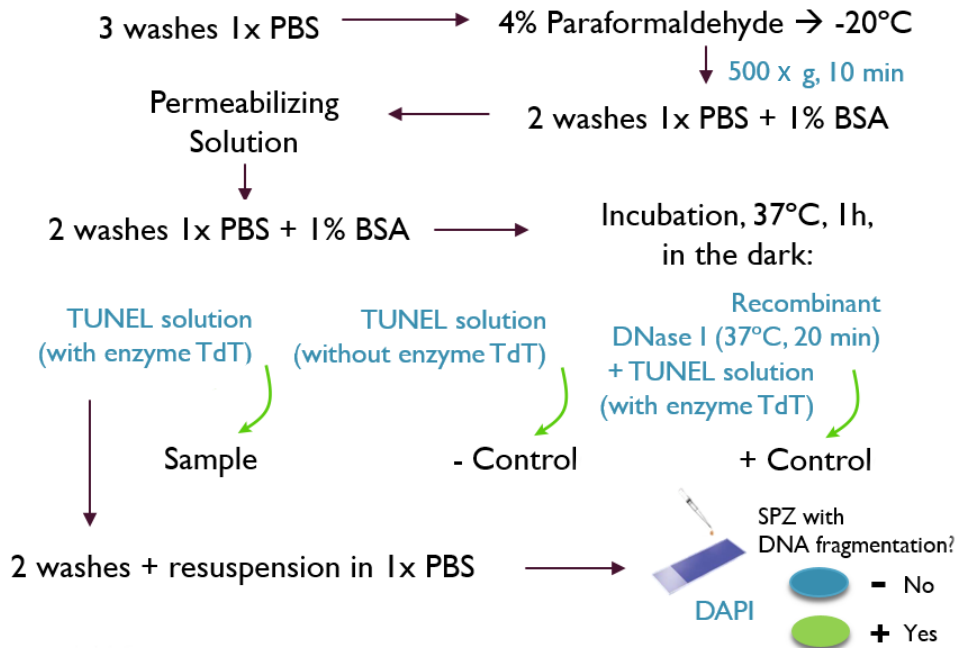 3 washes 1x PBS
4% Paraformaldehyde → -20ºC
500 x g, 10 min
2 washes 1x PBS + 1% BSA
Permeabilizing
Solution
2 washes 1x PBS + 1% BSA
Incubation, 37ºC, 1h,
in the dark:
TUNEL solution
(with enzyme TdT)
TUNEL solution
(without enzyme TdT)
Recombinant
DNase I (37ºC, 20 min)
+ TUNEL solution
(with enzyme TdT)
Sample
- Control
+ Control
2 washes + resuspension in 1x PBS
DAPI
SPZ with
DNA fragmentation?
- No
+ Yes